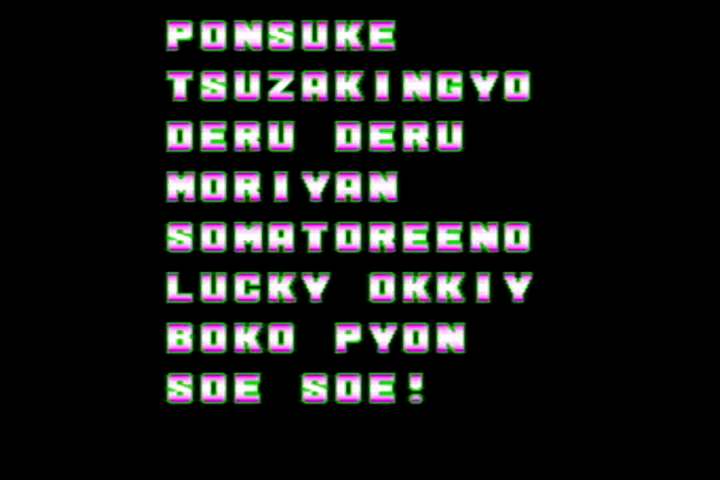 PONSUKE
TSUZAKINGYO
DERU DERU
MORIYAN
SOMATOREENO
LUCKY OKKIY
BOKO PYON
SOE SOE!